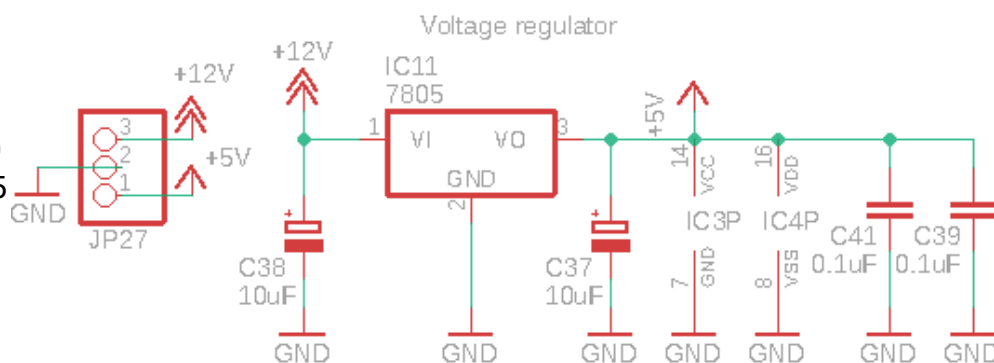 Voltage regulator
+12V
+5V
3
2
1
GND
JP27
5
+12V
IC11
7805
1
VI
VO
3
GND
2
+5V
14
VCC
16
VDD
IC3P
IC4P
7
GND
8
VSS
C38
10uF
C37
10uF
C41
0.1uF
C39
0.1uF
GND
GND
GND
GND
GND
GND
GND